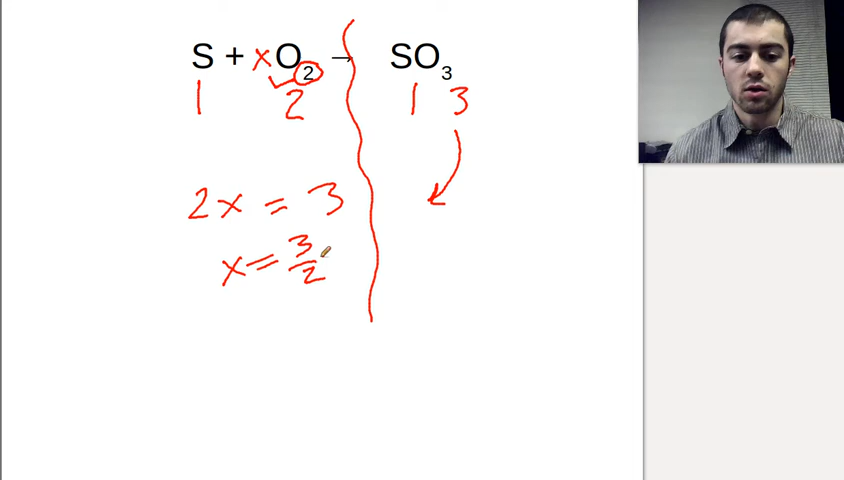 S + xO₂ → SO₃
1 2 1 3
2x = 3
x = 3/2